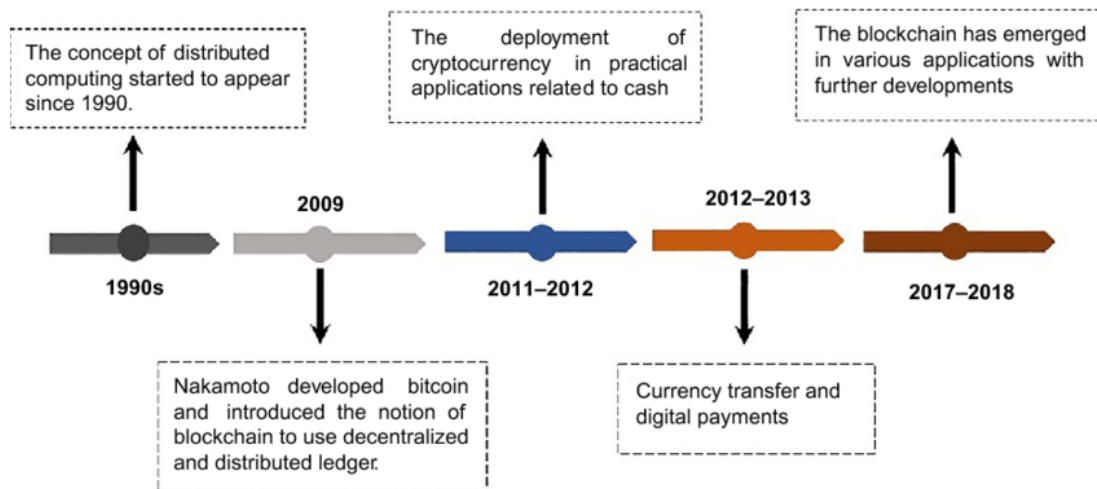 The concept of distributed
computing started to appear
since 1990.
The deployment of
cryptocurrency in practical
applications related to cash
The blockchain has emerged
in various applications with
further developments
2009
2012–2013
1990s
2011–2012
2017–2018
Nakamoto developed bitcoin
and introduced the notion of
blockchain to use decentralized
and distributed ledger.
Currency transfer and
digital payments